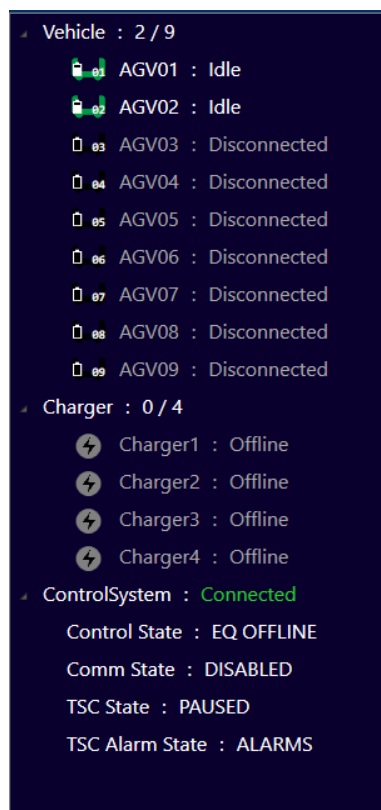 Vehicle : 2 / 9
01 AGV01 : Idle
02 AGV02 : Idle
03 AGV03 : Disconnected
04 AGV04 : Disconnected
05 AGV05 : Disconnected
06 AGV06 : Disconnected
07 AGV07 : Disconnected
08 AGV08 : Disconnected
09 AGV09 : Disconnected
Charger : 0 / 4
Charger1 : Offline
Charger2 : Offline
Charger3 : Offline
Charger4 : Offline
ControlSystem : Connected
Control State : EQ OFFLINE
Comm State : DISABLED
TSC State : PAUSED
TSC Alarm State : ALARMS